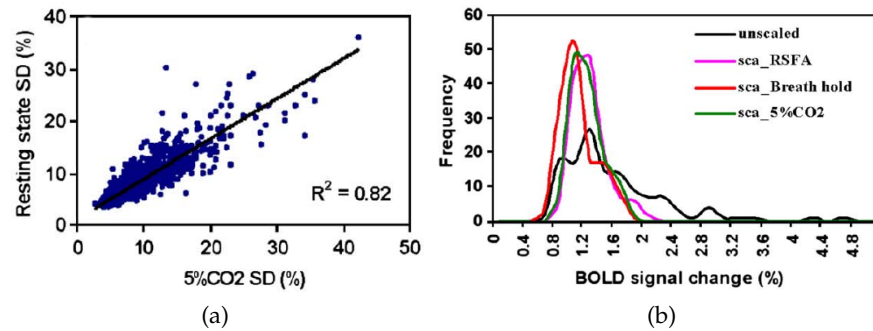 40
30
20
10
0
Resting state SD (%)
R² = 0.82
0 10 20 30 40 50
5%CO2 SD (%)
(a)
60
50
40
30
20
10
0
Frequency
unscaled
sca_RSFA
sca_Breath hold
sca_5%CO2
0 0.4 0.8 1.2 1.6 2 2.4 2.8 3.2 3.6 4 4.4 4.8
BOLD signal change (%)
(b)